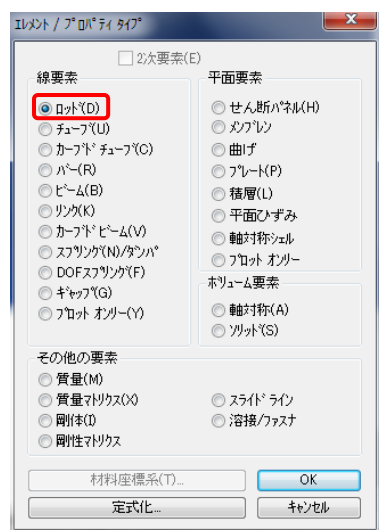 ｴﾚﾒﾝﾄ / ﾌﾟﾛﾊﾟﾃｨ ﾀｲﾌﾟ
2次要素(E)
線要素
ﾛｯﾄﾞ(D)
ﾁｭｰﾌﾞ(U)
ｶｰﾌﾞﾄﾞ ﾁｭｰﾌﾞ(C)
ﾊﾞｰ(R)
ﾋﾞｰﾑ(B)
ﾘﾝｸ(K)
ｶｰﾌﾞﾄﾞ ﾋﾞｰﾑ(V)
ｽﾌﾟﾘﾝｸﾞ(N)/ﾀﾞﾝﾊﾟ
DOFｽﾌﾟﾘﾝｸﾞ(F)
ｷﾞｬｯﾌﾟ(G)
ﾌﾟﾛｯﾄ ｵﾝﾘｰ(Y)
平面要素
せん断ﾊﾟﾈﾙ(H)
ﾒﾝﾌﾞﾚﾝ
曲げ
ﾌﾟﾚｰﾄ(P)
積層(L)
平面ひずみ
軸対称ｼｪﾙ
ﾌﾟﾛｯﾄ ｵﾝﾘｰ
ﾎﾞﾘｭｰﾑ要素
軸対称(A)
ｿﾘｯﾄﾞ(S)
その他の要素
質量(M)
質量ﾏﾄﾘｸｽ(X)
剛体(I)
剛性ﾏﾄﾘｸｽ
ｽﾗｲﾄﾞ ﾗｲﾝ
溶接/ﾌｧｽﾅ
材料座標系(T)...
OK
定式化...
ｷｬﾝｾﾙ